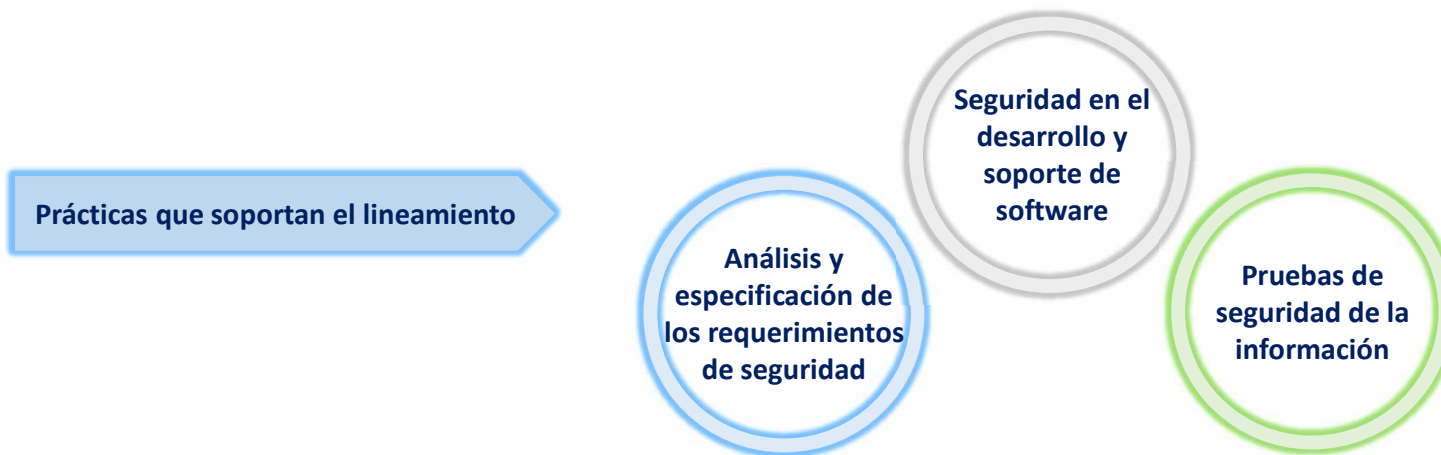 Prácticas que soportan el lineamiento
Análisis y
especificación de
los requerimientos
de seguridad
Seguridad en el
desarrollo y
soporte de
software
Pruebas de
seguridad de la
información